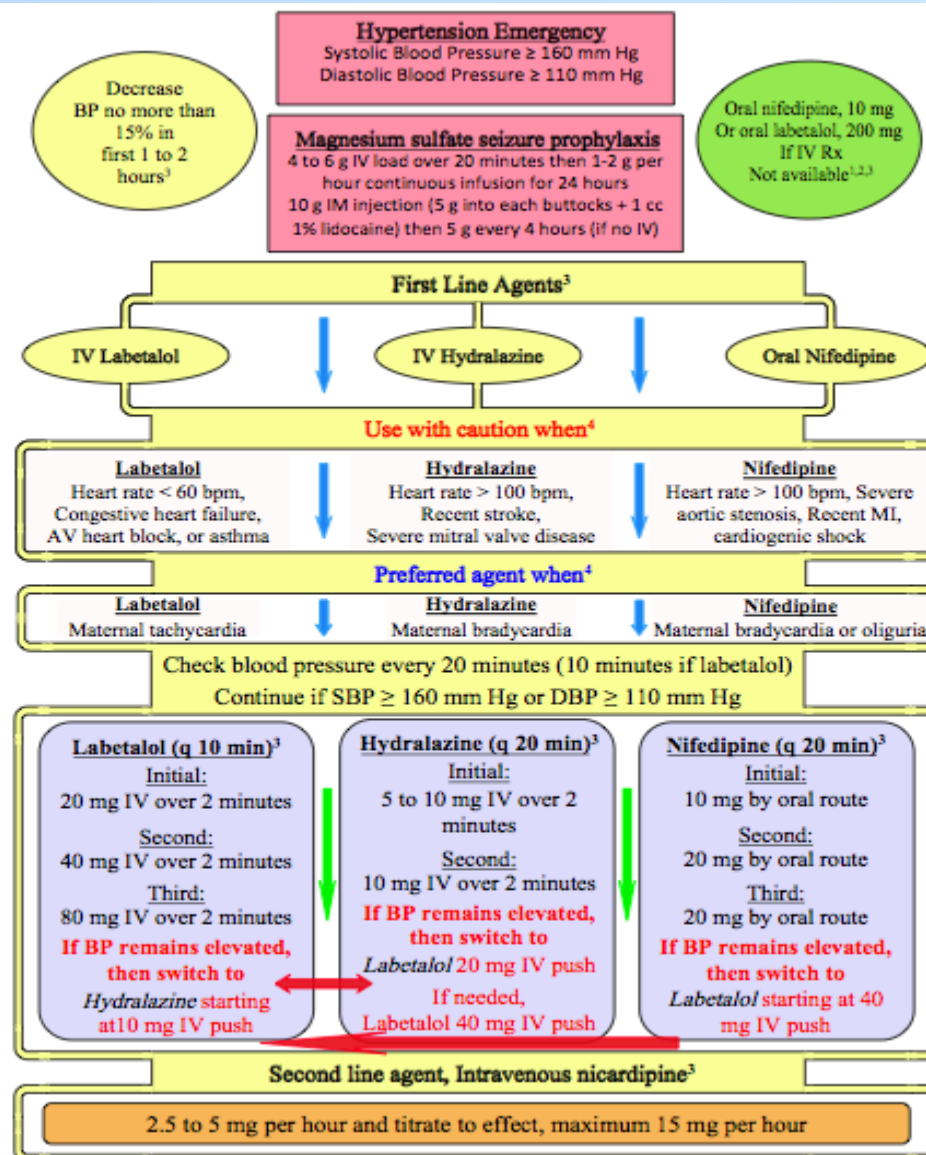 Hypertension Emergency
Systolic Blood Pressure ≥ 160 mm Hg
Diastolic Blood Pressure ≥ 110 mm Hg
Decrease
BP no more than
15% in
first 1 to 2
hours³
Oral nifedipine, 10 mg
Or oral labetalol, 200 mg
If IV Rx
Not available¹,²,³
Magnesium sulfate seizure prophylaxis
4 to 6 g IV load over 20 minutes then 1-2 g per
hour continuous infusion for 24 hours
10 g IM injection (5 g into each buttocks + 1 cc
1% lidocaine) then 5 g every 4 hours (if no IV)
First Line Agents³
IV Labetalol
IV Hydralazine
Oral Nifedipine
Use with caution when⁴
Labetalol
Heart rate < 60 bpm,
Congestive heart failure,
AV heart block, or asthma
Hydralazine
Heart rate > 100 bpm,
Recent stroke,
Severe mitral valve disease
Nifedipine
Heart rate > 100 bpm, Severe
aortic stenosis, Recent MI,
cardiogenic shock
Preferred agent when⁴
Labetalol
Maternal tachycardia
Hydralazine
Maternal bradycardia
Nifedipine
Maternal bradycardia or oliguria
Check blood pressure every 20 minutes (10 minutes if labetalol)
Continue if SBP ≥ 160 mm Hg or DBP ≥ 110 mm Hg
Labetalol (q 10 min)³
Initial:
20 mg IV over 2 minutes
Second:
40 mg IV over 2 minutes
Third:
80 mg IV over 2 minutes
If BP remains elevated,
then switch to
Hydralazine starting
at10 mg IV push
Hydralazine (q 20 min)³
Initial:
5 to 10 mg IV over 2
minutes
Second:
10 mg IV over 2 minutes
If BP remains elevated,
then switch to
Labetalol 20 mg IV push
If needed,
Labetalol 40 mg IV push
Nifedipine (q 20 min)³
Initial:
10 mg by oral route
Second:
20 mg by oral route
Third:
20 mg by oral route
If BP remains elevated,
then switch to
Labetalol starting at 40
mg IV push
Second line agent, Intravenous nicardipine³
2.5 to 5 mg per hour and titrate to effect, maximum 15 mg per hour